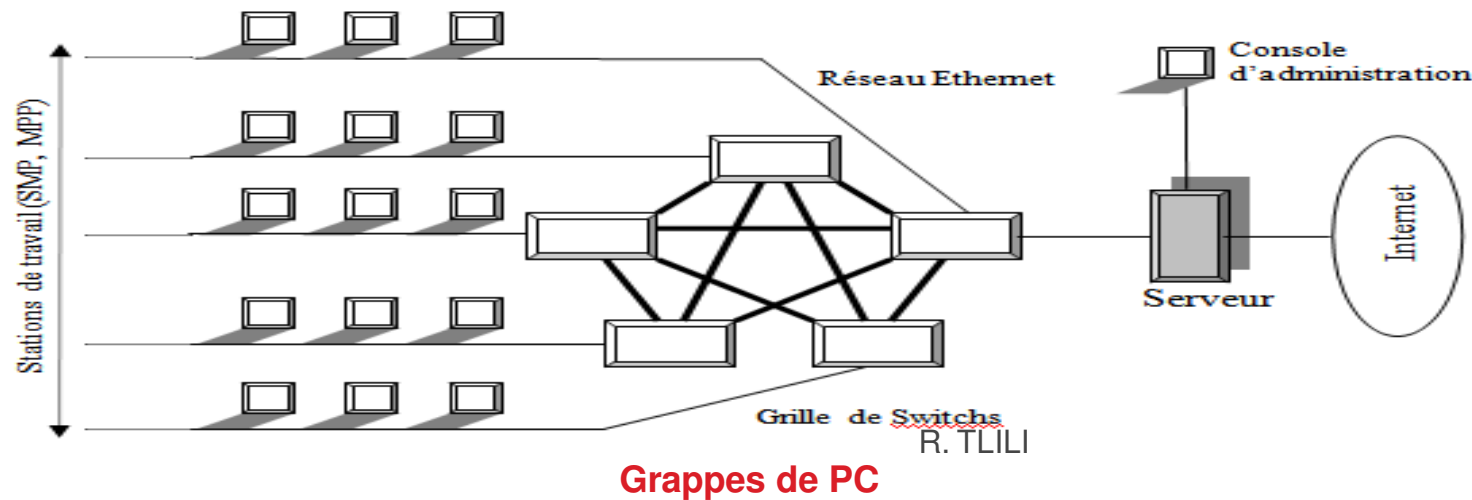 Stations de travail (SMP, MPP)
Réseau Ethernet
Console
d'administration
Internet
Serveur
Grille de Switchs
R. TLILI
Grappes de PC